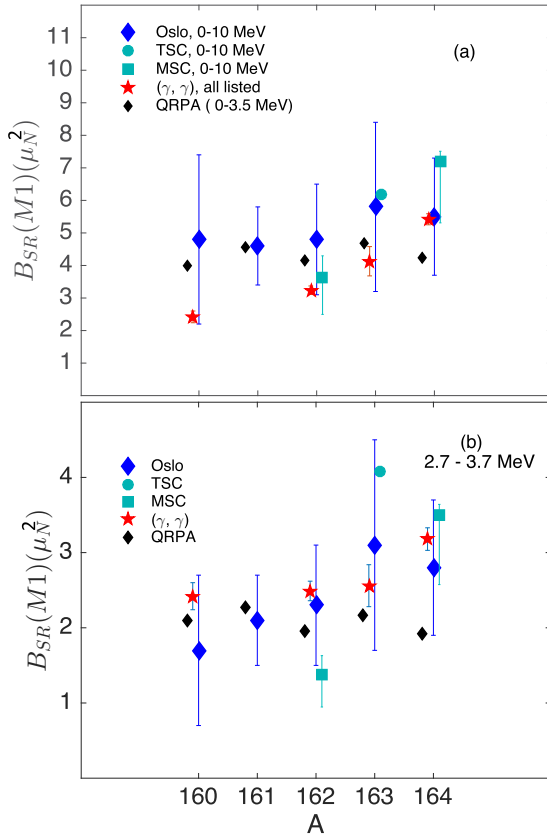 11
10
9
8
7
6
5
4
3
2
1
B_SR(M1)(μ_N^2)
Oslo, 0-10 MeV
TSC, 0-10 MeV
MSC, 0-10 MeV
(γ, γ), all listed
QRPA ( 0-3.5 MeV)
(a)
4
3
2
1
B_SR(M1)(μ_N^2)
Oslo
TSC
MSC
(γ, γ)
QRPA
(b)
2.7 - 3.7 MeV
160 161 162 163 164
A